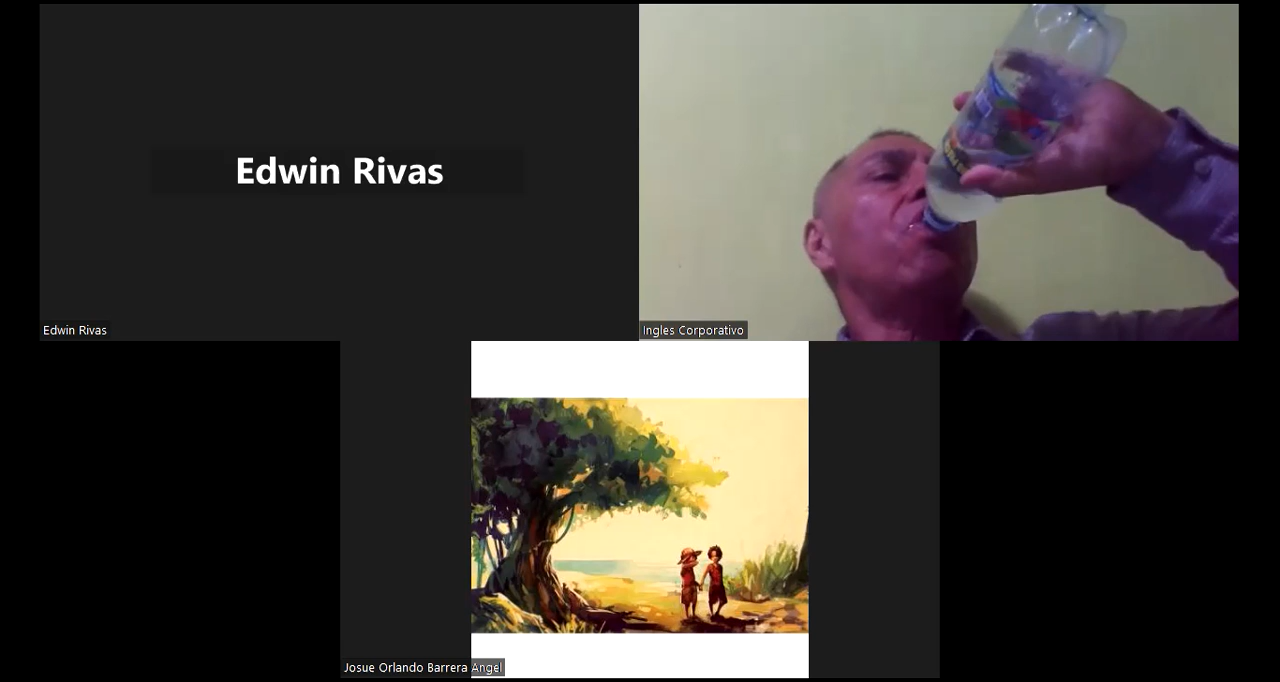 Edwin Rivas
Edwin Rivas
Ingles Corporativo
Josue Orlando Barrera Angel